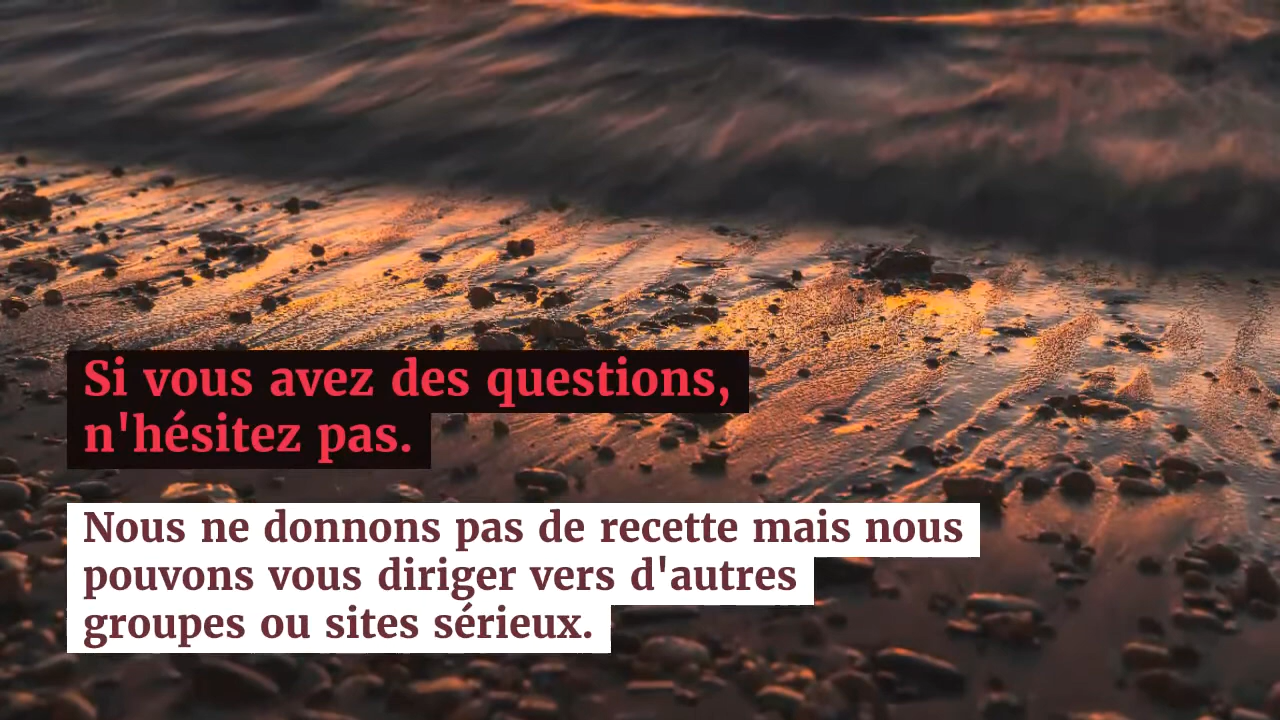 Si vous avez des questions,
n'hésitez pas.
Nous ne donnons pas de recette mais nous
pouvons vous diriger vers d'autres
groupes ou sites sérieux.